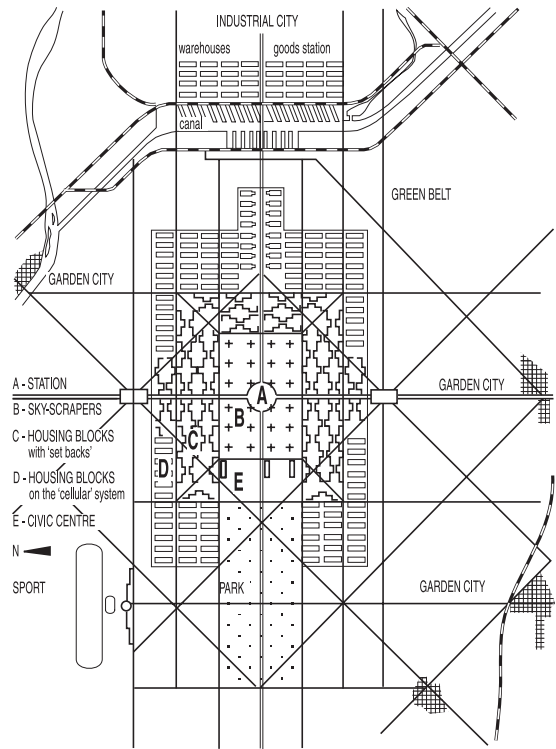 INDUSTRIAL CITY
warehouses
goods station
canal
GREEN BELT
GARDEN CITY
A - STATION
GARDEN CITY
A
B - SKY-SCRAPERS
B
C - HOUSING BLOCKS
with 'set backs'
C
D - HOUSING BLOCKS
on the 'cellular' system
D
E
E - CIVIC CENTRE
N
SPORT
PARK
GARDEN CITY